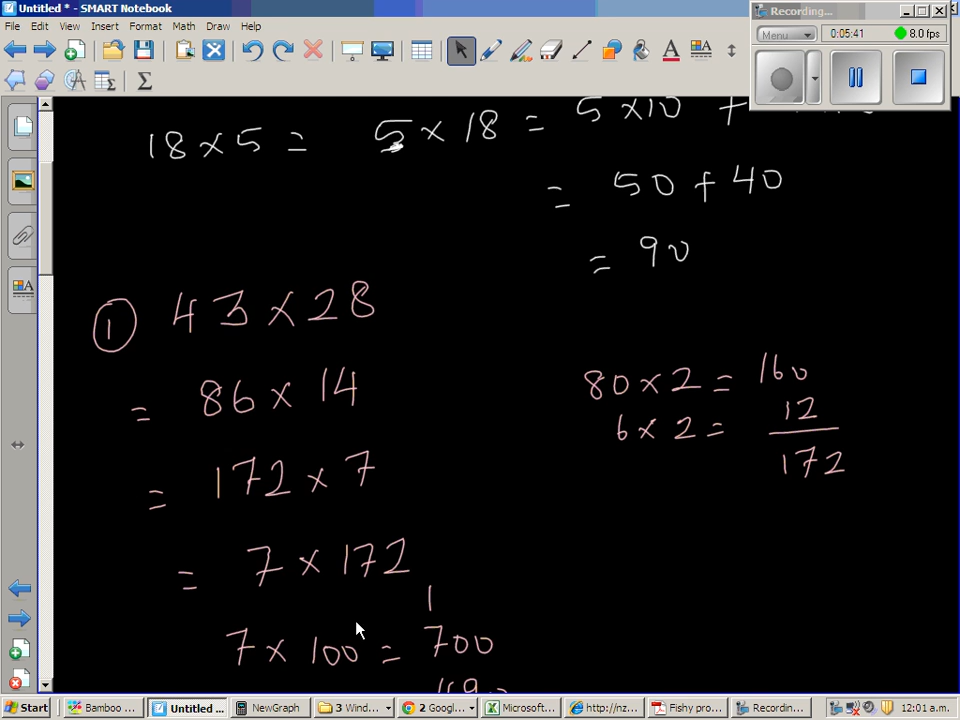 Untitled * - SMART Notebook
File Edit View Insert Format Math Draw Help
Recording...
Menu 0:05:41 8.0 fps
18 x 5 = 5 x 18 = 5 x 10 +
= 50 + 40
= 90
① 43 x 28
= 86 x 14
80 x 2 = 160
6 x 2 = 12
172
= 172 x 7
= 7 x 172
1
7 x 100 = 700
Start Bamboo ... Untitled ... NewGraph 3 Wind... 2 Googl... Microsoft... http://nz... Fishy pro... Recording... 12:01 a.m.